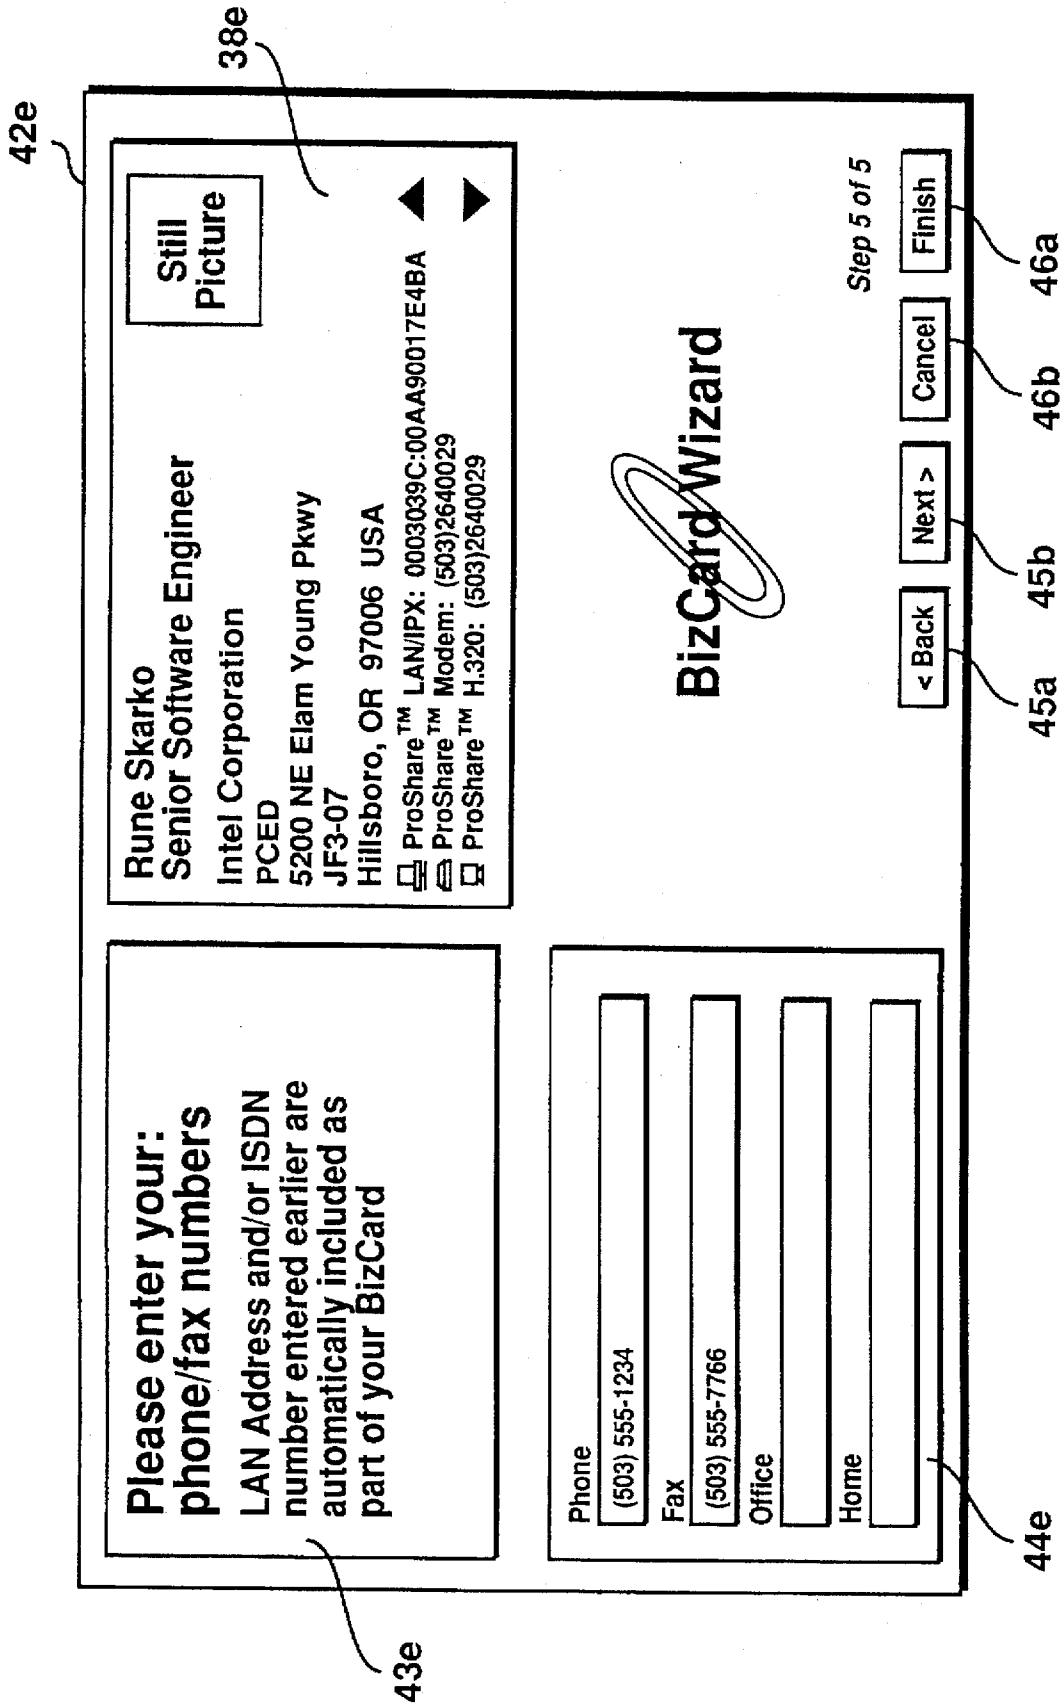 42e
Please enter your:
phone/fax numbers
LAN Address and/or ISDN
number entered earlier are
automatically included as
part of your BizCard
43e
Rune Skarko
Senior Software Engineer
Still
Picture
Intel Corporation
PCED
5200 NE Elam Young Pkwy
JF3-07
Hillsboro, OR 97006 USA
ProShare™ LAN/IPX: 0003039C:00AA90017E4BA
ProShare™ Modem: (503)2640029
ProShare™ H.320: (503)2640029
38e
Phone
(503) 555-1234
Fax
(503) 555-7766
Office
Home
44e
BizCard Wizard
Step 5 of 5
< Back
Next >
Cancel
Finish
45a
45b
46b
46a